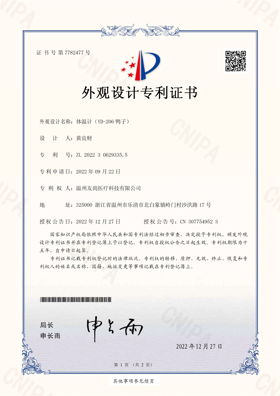 证书号第7782477号
外观设计专利证书
外观设计名称：体温计（YD-206鸭子）
设 计 人：黄良财
专 利 号：ZL 2022 3 0629335.5
专利申请日：2022年09月22日
专 利 权 人：温州友尚医疗科技有限公司
地 址：325000 浙江省温州市乐清市北白象镇岭门村沙洪路17号
授权公告日：2022年12月27日 授权公告号：CN 307754952 S
国家知识产权局依照中华人民共和国专利法经过初步审查，决定授予专利权，颁发外观
设计专利证书并在专利登记簿上予以登记。专利权自授权公告之日起生效。专利权期限为十
五年，自申请日起算。
专利证书记载专利权登记时的法律状况。专利权的转移、质押、无效、终止、恢复和专
利权人的姓名或名称、国籍、地址变更等事项记载在专利登记簿上。
局长
申长雨
申长雨
2022年12月27日
第 1 页（共 2 页）
其他事项参见续页